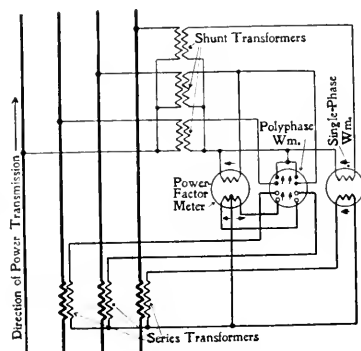 Shunt Transformers
Polyphase
Wm.
Single-Phase
Wm.
Power-
Factor
Meter
Direction of Power Transmission
Series Transformers